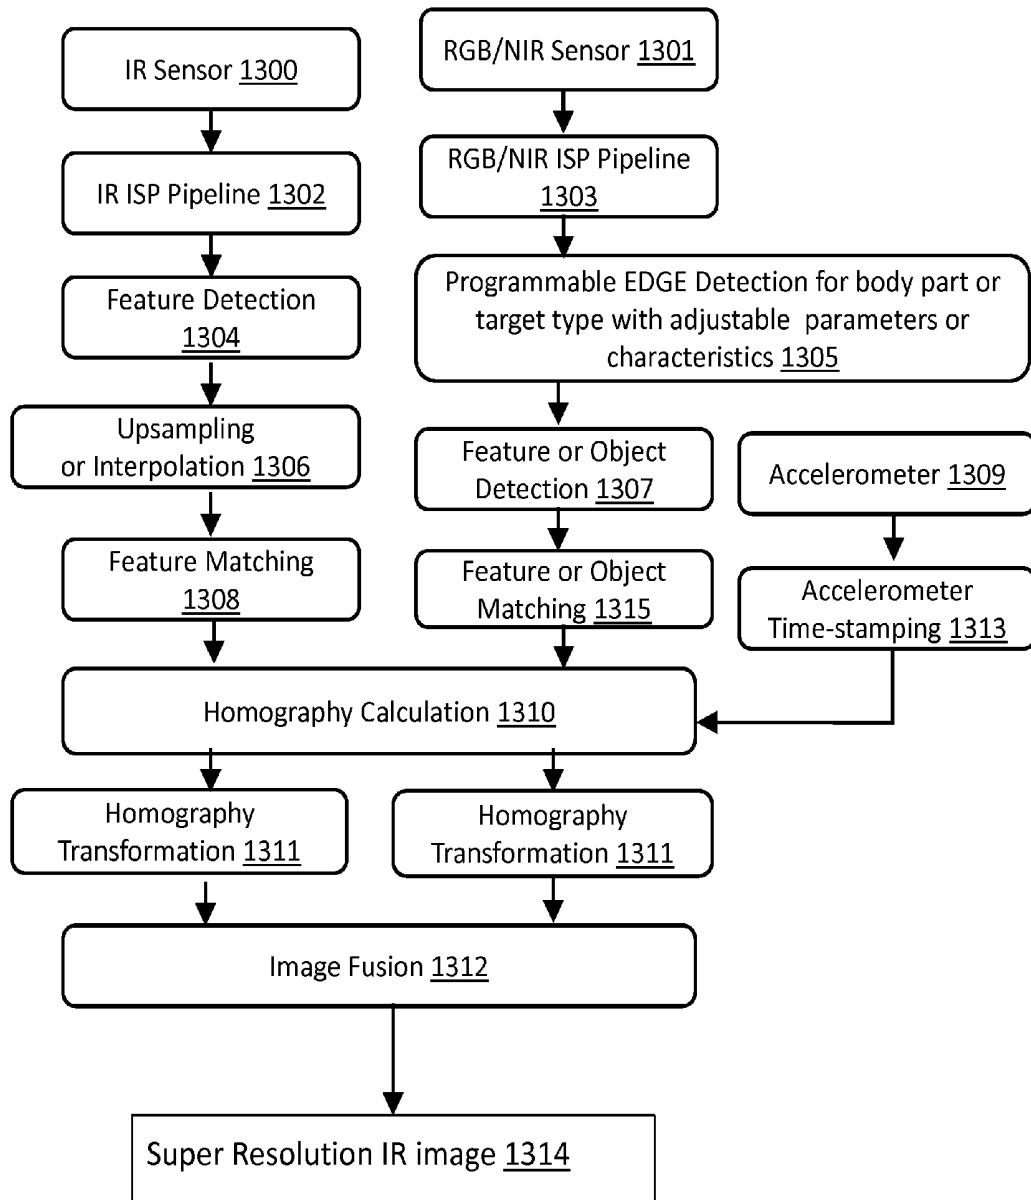 IR Sensor 1300
RGB/NIR Sensor 1301
IR ISP Pipeline 1302
RGB/NIR ISP Pipeline
1303
Feature Detection
1304
Programmable EDGE Detection for body part or
target type with adjustable parameters or
characteristics 1305
Upsampling
or Interpolation 1306
Feature or Object
Detection 1307
Accelerometer 1309
Feature Matching
1308
Feature or Object
Matching 1315
Accelerometer
Time-stamping 1313
Homography Calculation 1310
Homography
Transformation 1311
Homography
Transformation 1311
Image Fusion 1312
Super Resolution IR image 1314